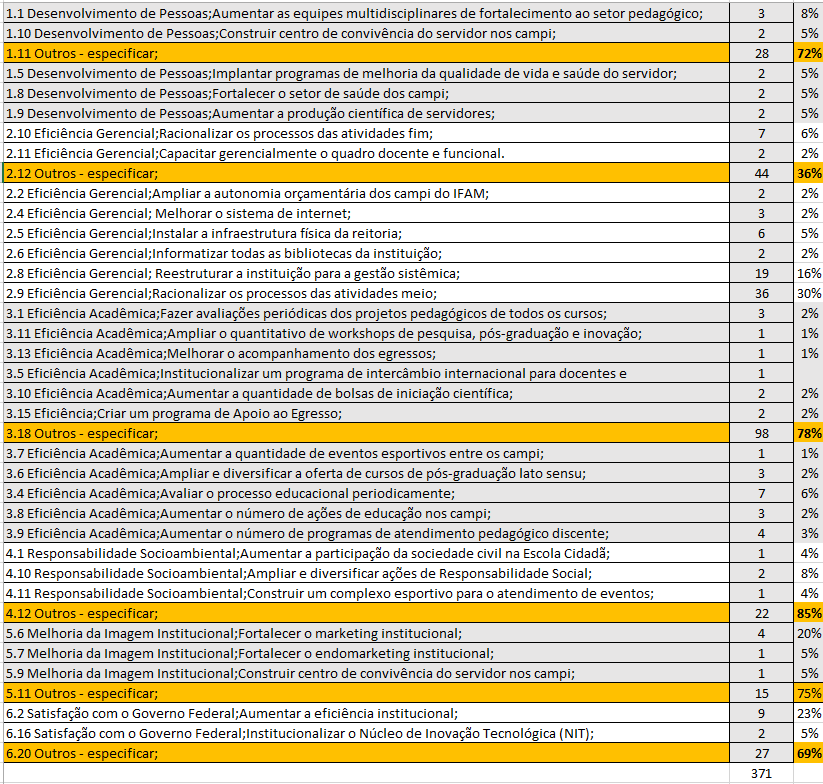 1.1 Desenvolvimento de Pessoas;Aumentar as equipes multidisciplinares de fortalecimento ao setor pedagógico; 3 8%
1.10 Desenvolvimento de Pessoas;Construir centro de convivência do servidor nos campi; 2 5%
1.11 Outros - especificar; 28 72%
1.5 Desenvolvimento de Pessoas;Implantar programas de melhoria da qualidade de vida e saúde do servidor; 2 5%
1.8 Desenvolvimento de Pessoas;Fortalecer o setor de saúde dos campi; 2 5%
1.9 Desenvolvimento de Pessoas;Aumentar a produção científica de servidores; 2 5%
2.10 Eficiência Gerencial;Racionalizar os processos das atividades fim; 7 6%
2.11 Eficiência Gerencial;Capacitar gerencialmente o quadro docente e funcional. 2 2%
2.12 Outros - especificar; 44 36%
2.2 Eficiência Gerencial;Ampliar a autonomia orçamentária dos campi do IFAM; 2 2%
2.4 Eficiência Gerencial; Melhorar o sistema de internet; 3 2%
2.5 Eficiência Gerencial;Instalar a infraestrutura física da reitoria; 6 5%
2.6 Eficiência Gerencial;Informatizar todas as bibliotecas da instituição; 2 2%
2.8 Eficiência Gerencial; Reestruturar a instituição para a gestão sistêmica; 19 16%
2.9 Eficiência Gerencial;Racionalizar os processos das atividades meio; 36 30%
3.1 Eficiência Acadêmica;Fazer avaliações periódicas dos projetos pedagógicos de todos os cursos; 3 2%
3.11 Eficiência Acadêmica;Ampliar o quantitativo de workshops de pesquisa, pós-graduação e inovação; 1 1%
3.13 Eficiência Acadêmica;Melhorar o acompanhamento dos egressos; 1 1%
3.5 Eficiência Acadêmica;Institucionalizar um programa de intercâmbio internacional para docentes e 1
3.10 Eficiência Acadêmica;Aumentar a quantidade de bolsas de iniciação científica; 2 2%
3.15 Eficiência;Criar um programa de Apoio ao Egresso; 2 2%
3.18 Outros - especificar; 98 78%
3.7 Eficiência Acadêmica;Aumentar a quantidade de eventos esportivos entre os campi; 1 1%
3.6 Eficiência Acadêmica;Ampliar e diversificar a oferta de cursos de pós-graduação lato sensu; 3 2%
3.4 Eficiência Acadêmica;Avaliar o processo educacional periodicamente; 7 6%
3.8 Eficiência Acadêmica;Aumentar o número de ações de educação nos campi; 3 2%
3.9 Eficiência Acadêmica;Aumentar o número de programas de atendimento pedagógico discente; 4 3%
4.1 Responsabilidade Socioambiental;Aumentar a participação da sociedade civil na Escola Cidadã; 1 4%
4.10 Responsabilidade Socioambiental;Ampliar e diversificar ações de Responsabilidade Social; 2 8%
4.11 Responsabilidade Socioambiental;Construir um complexo esportivo para o atendimento de eventos; 1 4%
4.12 Outros - especificar; 22 85%
5.6 Melhoria da Imagem Institucional;Fortalecer o marketing institucional; 4 20%
5.7 Melhoria da Imagem Institucional;Fortalecer o endomarketing institucional; 1 5%
5.9 Melhoria da Imagem Institucional;Construir centro de convivência do servidor nos campi; 1 5%
5.11 Outros - especificar; 15 75%
6.2 Satisfação com o Governo Federal;Aumentar a eficiência institucional; 9 23%
6.16 Satisfação com o Governo Federal;Institucionalizar o Núcleo de Inovação Tecnológica (NIT); 2 5%
6.20 Outros - especificar; 27 69%
371